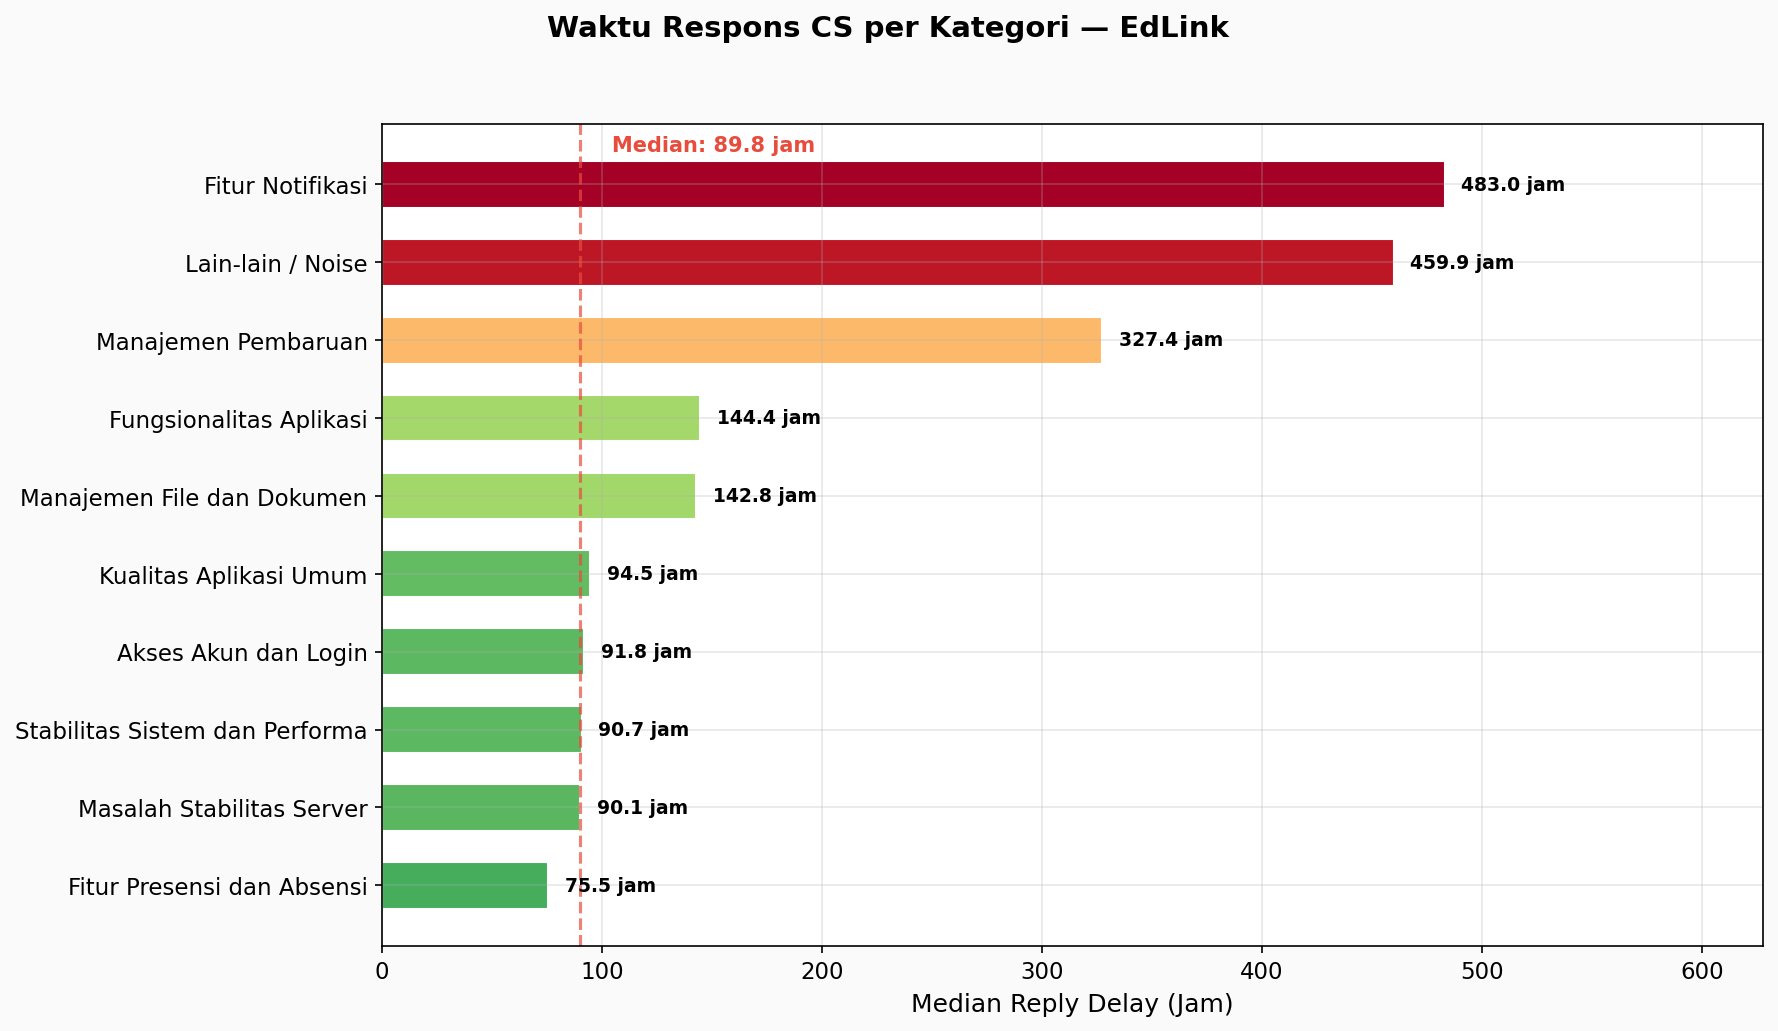 Waktu Respons CS per Kategori — EdLink
Median: 89.8 jam
Fitur Notifikasi 483.0 jam
Lain-lain / Noise 459.9 jam
Manajemen Pembaruan 327.4 jam
Fungsionalitas Aplikasi 144.4 jam
Manajemen File dan Dokumen 142.8 jam
Kualitas Aplikasi Umum 94.5 jam
Akses Akun dan Login 91.8 jam
Stabilitas Sistem dan Performa 90.7 jam
Masalah Stabilitas Server 90.1 jam
Fitur Presensi dan Absensi 75.5 jam
0 100 200 300 400 500 600
Median Reply Delay (Jam)